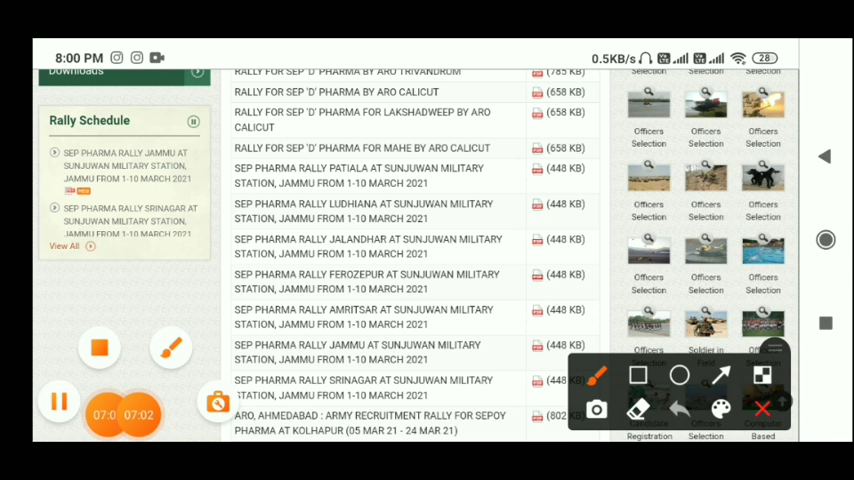 8:00 PM
0.5KB/s
28
Downloads
Rally Schedule
SEP PHARMA RALLY JAMMU AT
SUNJUWAN MILITARY STATION,
JAMMU FROM 1-10 MARCH 2021
SEP PHARMA RALLY SRINAGAR AT
SUNJUWAN MILITARY STATION,
JAMMU FROM 1-10 MARCH 2021
View All
RALLY FOR SEP 'D' PHARMA BY ARO TRIVANDRUM
(785 KB)
RALLY FOR SEP 'D' PHARMA BY ARO CALICUT
(658 KB)
RALLY FOR SEP 'D' PHARMA FOR LAKSHADWEEP BY ARO
CALICUT
(658 KB)
RALLY FOR SEP 'D' PHARMA FOR MAHE BY ARO CALICUT
(658 KB)
SEP PHARMA RALLY PATIALA AT SUNJUWAN MILITARY
STATION, JAMMU FROM 1-10 MARCH 2021
(448 KB)
SEP PHARMA RALLY LUDHIANA AT SUNJUWAN MILITARY
STATION, JAMMU FROM 1-10 MARCH 2021
(448 KB)
SEP PHARMA RALLY JALANDHAR AT SUNJUWAN MILITARY
STATION, JAMMU FROM 1-10 MARCH 2021
(448 KB)
SEP PHARMA RALLY FEROZEPUR AT SUNJUWAN MILITARY
STATION, JAMMU FROM 1-10 MARCH 2021
(448 KB)
SEP PHARMA RALLY AMRITSAR AT SUNJUWAN MILITARY
STATION, JAMMU FROM 1-10 MARCH 2021
(448 KB)
SEP PHARMA RALLY JAMMU AT SUNJUWAN MILITARY
STATION, JAMMU FROM 1-10 MARCH 2021
(448 KB)
SEP PHARMA RALLY SRINAGAR AT SUNJUWAN MILITARY
STATION, JAMMU FROM 1-10 MARCH 2021
(448
ARO, AHMEDABAD : ARMY RECRUITMENT RALLY FOR SEPOY
PHARMA AT KOLHAPUR (05 MAR 21 - 24 MAR 21)
(802
Selection Selection Selection
Officers Officers Officers
Selection Selection Selection
Officers Officers Officers
Selection Selection Selection
Officers Officers Officers
Selection Selection Selection
Officers Soldier in
Candidate Officers Computer
Registration Selection Based
07:0
07:02